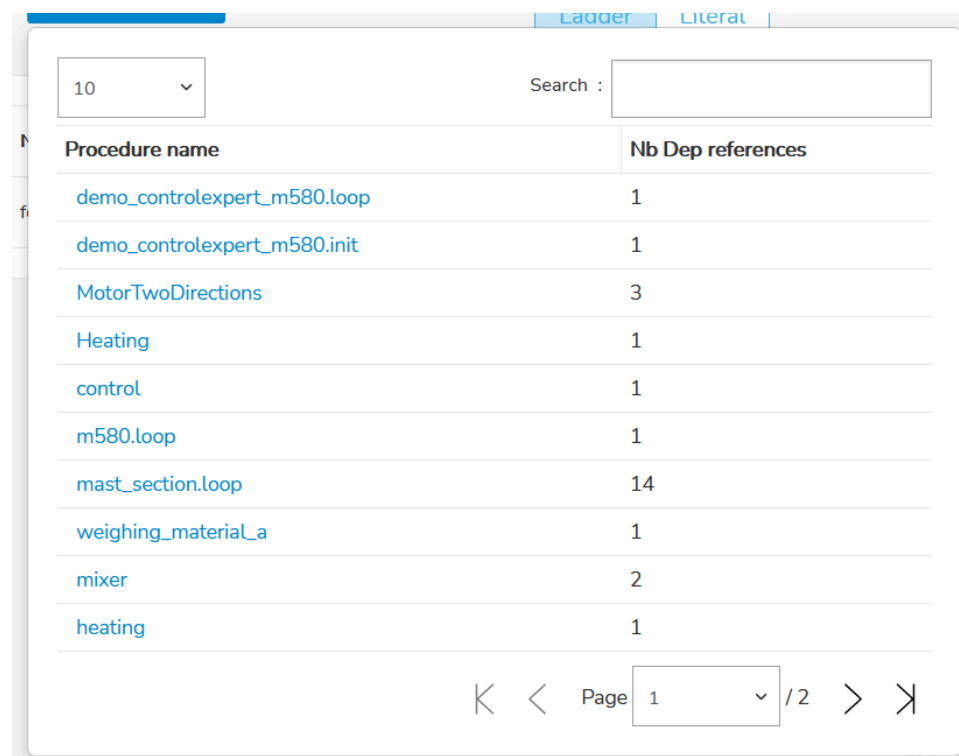 Ladder Literal
10 Search :
Procedure name Nb Dep references
demo_controlexpert_m580.loop 1
demo_controlexpert_m580.init 1
MotorTwoDirections 3
Heating 1
control 1
m580.loop 1
mast_section.loop 14
weighing_material_a 1
mixer 2
heating 1
Page 1 / 2